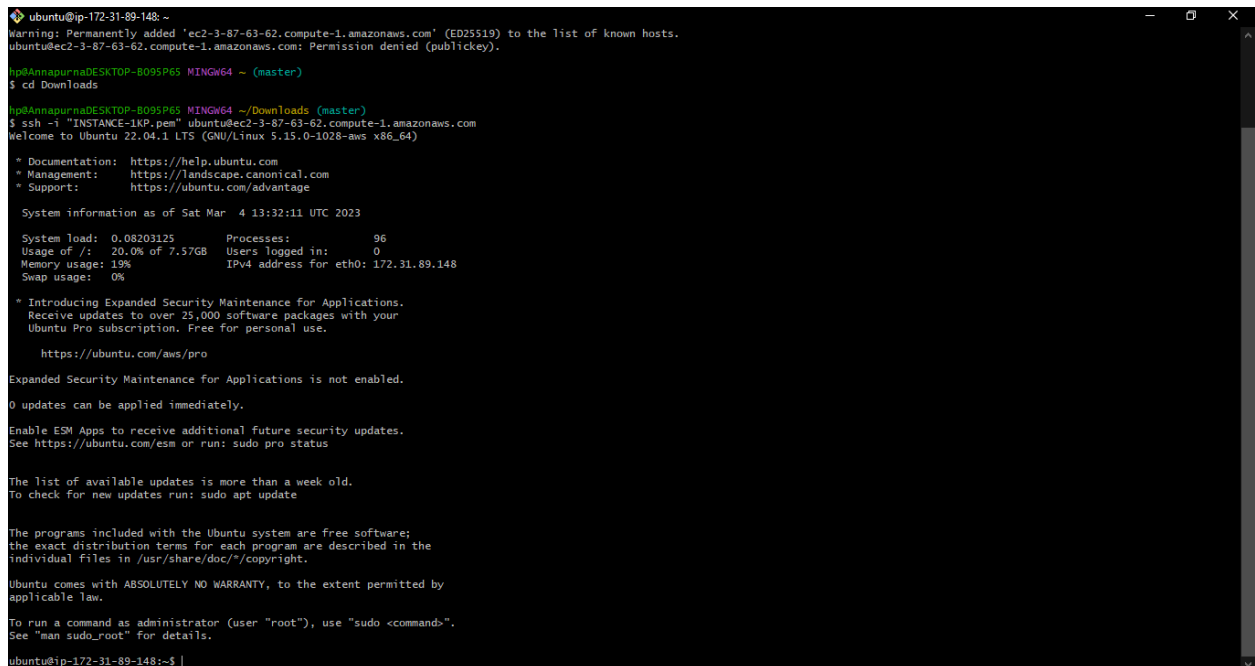 ubuntu@ip-172-31-89-148: ~
Warning: Permanently added 'ec2-3-87-63-62.compute-1.amazonaws.com' (ED25519) to the list of known hosts.
ubuntu@ec2-3-87-63-62.compute-1.amazonaws.com: Permission denied (publickey).
hp@AnnapurnaDESKTOP-BO95P65 MINGW64 ~ (master)
$ cd Downloads
hp@AnnapurnaDESKTOP-BO95P65 MINGW64 ~/Downloads (master)
$ ssh -i "INSTANCE-1KP.pem" ubuntu@ec2-3-87-63-62.compute-1.amazonaws.com
Welcome to Ubuntu 22.04.1 LTS (GNU/Linux 5.15.0-1028-aws x86_64)
* Documentation:  https://help.ubuntu.com
* Management:     https://landscape.canonical.com
* Support:        https://ubuntu.com/advantage
System information as of Sat Mar  4 13:32:11 UTC 2023
System load:  0.08203125      Processes:             96
Usage of /:   20.0% of 7.57GB   Users logged in:       0
Memory usage: 19%             IPv4 address for eth0: 172.31.89.148
Swap usage:   0%
* Introducing Expanded Security Maintenance for Applications.
Receive updates to over 25,000 software packages with your
Ubuntu Pro subscription. Free for personal use.
https://ubuntu.com/aws/pro
Expanded Security Maintenance for Applications is not enabled.
0 updates can be applied immediately.
Enable ESM Apps to receive additional future security updates.
See https://ubuntu.com/esm or run: sudo pro status
The list of available updates is more than a week old.
To check for new updates run: sudo apt update
The programs included with the Ubuntu system are free software;
the exact distribution terms for each program are described in the
individual files in /usr/share/doc/*/copyright.
Ubuntu comes with ABSOLUTELY NO WARRANTY, to the extent permitted by
applicable law.
To run a command as administrator (user "root"), use "sudo <command>".
See "man sudo_root" for details.
ubuntu@ip-172-31-89-148:~$